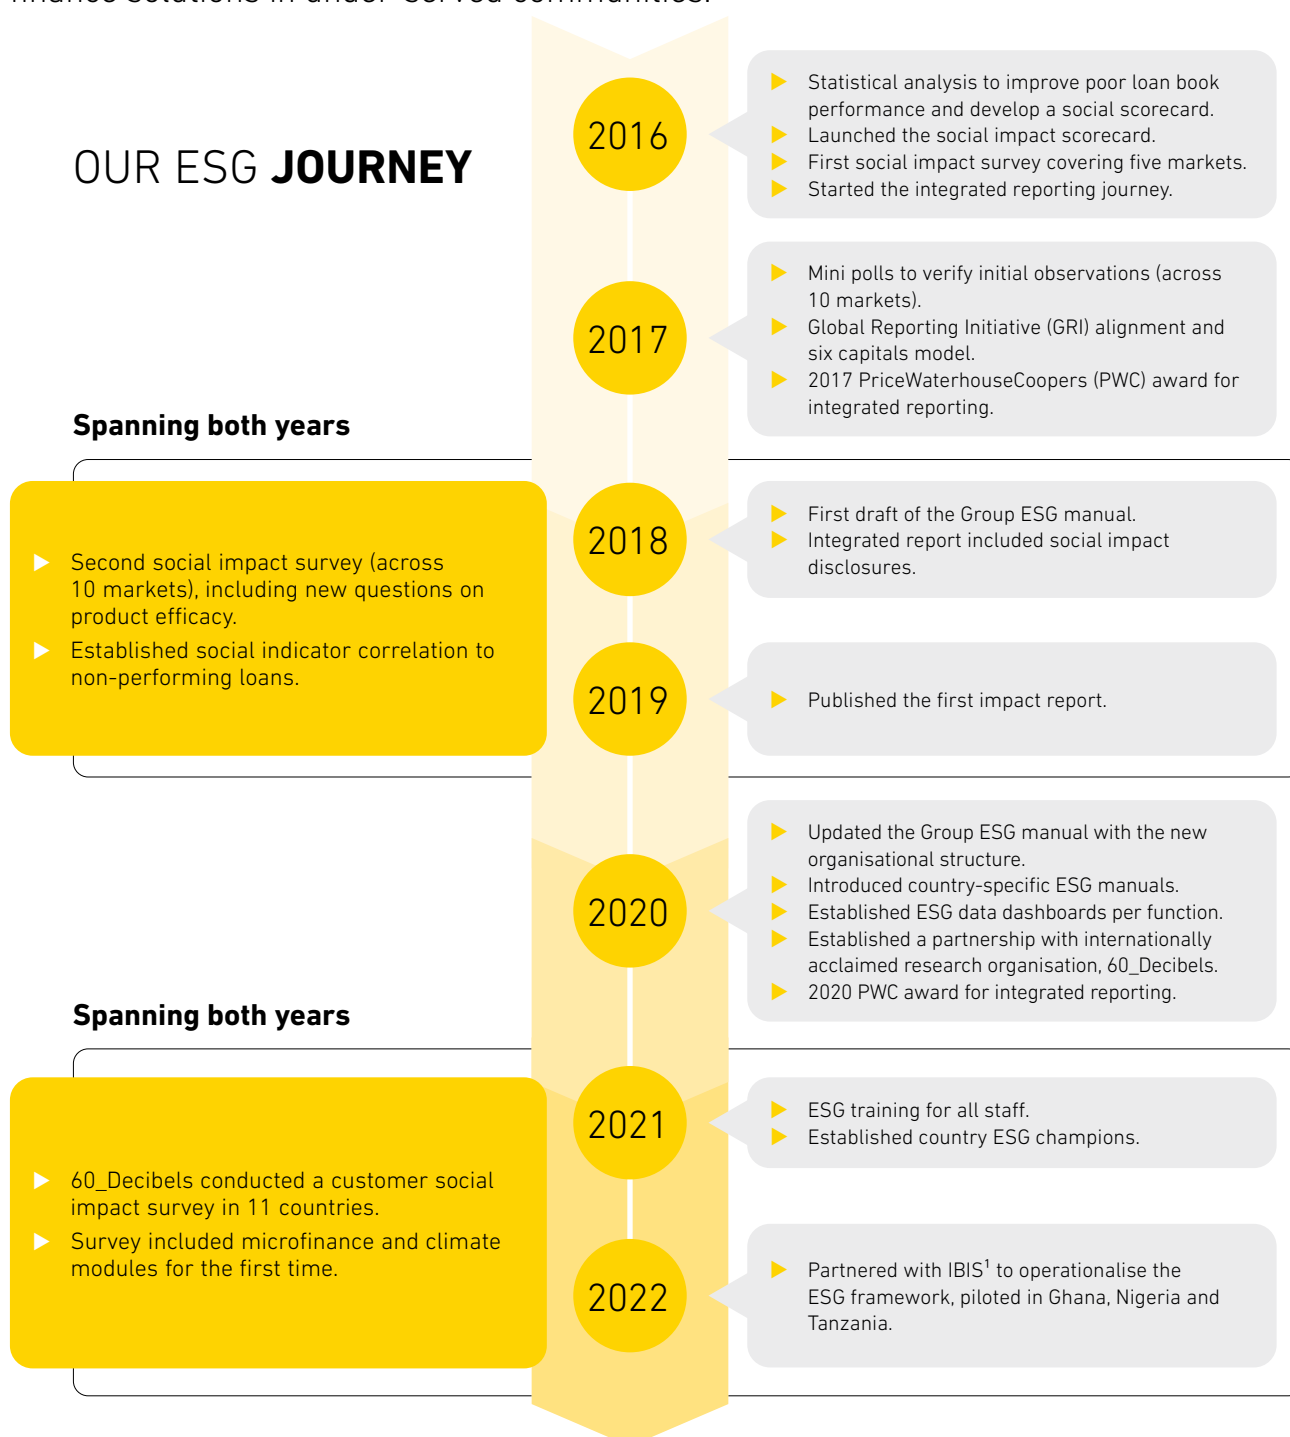 finance solutions in under-served communities.
OUR ESG JOURNEY
2016
Statistical analysis to improve poor loan book
performance and develop a social scorecard.
Launched the social impact scorecard.
First social impact survey covering five markets.
Started the integrated reporting journey.
2017
Mini polls to verify initial observations (across
10 markets).
Global Reporting Initiative (GRI) alignment and
six capitals model.
2017 PriceWaterhouseCoopers (PWC) award for
integrated reporting.
Spanning both years
Second social impact survey (across
10 markets), including new questions on
product efficacy.
Established social indicator correlation to
non-performing loans.
2018
First draft of the Group ESG manual.
Integrated report included social impact
disclosures.
2019
Published the first impact report.
2020
Updated the Group ESG manual with the new
organisational structure.
Introduced country-specific ESG manuals.
Established ESG data dashboards per function.
Established a partnership with internationally
acclaimed research organisation, 60_Decibels.
2020 PWC award for integrated reporting.
Spanning both years
60_Decibels conducted a customer social
impact survey in 11 countries.
Survey included microfinance and climate
modules for the first time.
2021
ESG training for all staff.
Established country ESG champions.
2022
Partnered with IBIS¹ to operationalise the
ESG framework, piloted in Ghana, Nigeria and
Tanzania.